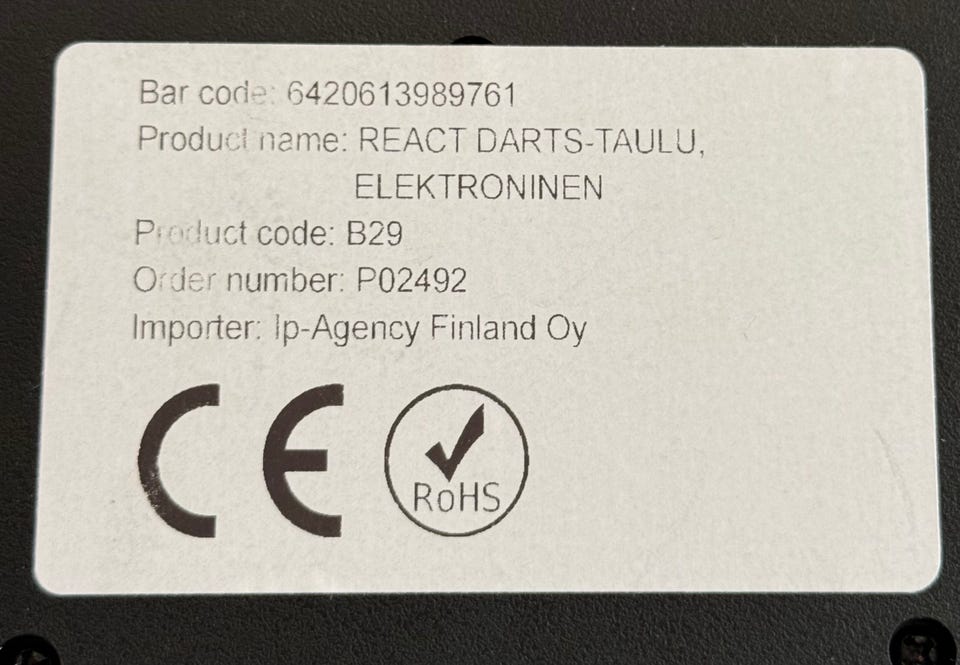 Bar code: 6420613989761
Product name: REACT DARTS-TAULU,
ELEKTRONINEN
Product code: B29
Order number: P02492
Importer: Ip-Agency Finland Oy
CE
RoHS